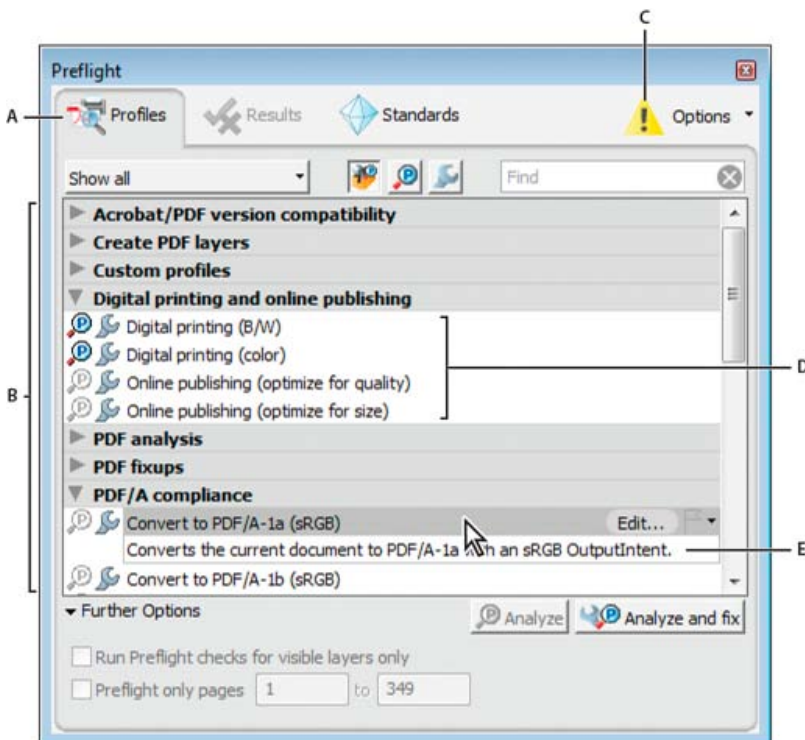 C
Preflight
A
Profiles
Results
Standards
Options
Show all
Find
Acrobat/PDF version compatibility
Create PDF layers
Custom profiles
Digital printing and online publishing
Digital printing (B/W)
Digital printing (color)
D
Online publishing (optimize for quality)
B
Online publishing (optimize for size)
PDF analysis
PDF fixups
PDF/A compliance
Convert to PDF/A-1a (sRGB) Edit...
Converts the current document to PDF/A-1a with an sRGB OutputIntent.
E
Convert to PDF/A-1b (sRGB)
Further Options
Analyze
Analyze and fix
Run Preflight checks for visible layers only
Preflight only pages 1 to 349